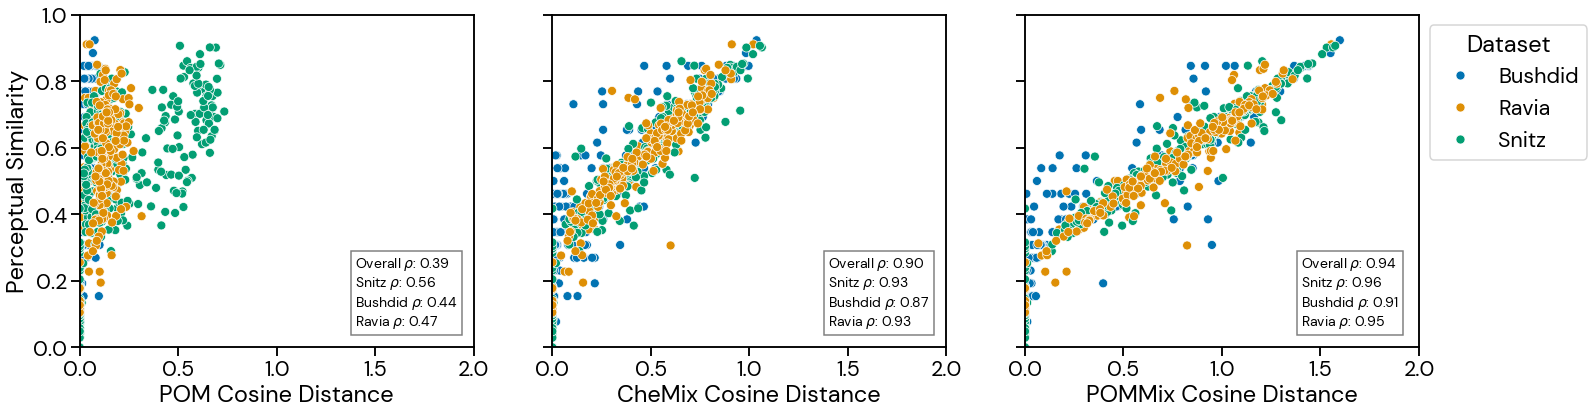 Perceptual Similarity
1.0
0.8
0.6
0.4
0.2
0.0
Overall ρ: 0.39
Snitz ρ: 0.56
Bushdid ρ: 0.44
Ravia ρ: 0.47
0.0 0.5 1.0 1.5 2.0
POM Cosine Distance
Overall ρ: 0.90
Snitz ρ: 0.93
Bushdid ρ: 0.87
Ravia ρ: 0.93
0.0 0.5 1.0 1.5 2.0
CheMix Cosine Distance
Overall ρ: 0.94
Snitz ρ: 0.96
Bushdid ρ: 0.91
Ravia ρ: 0.95
0.0 0.5 1.0 1.5 2.0
POMMix Cosine Distance
Dataset
Bushdid
Ravia
Snitz